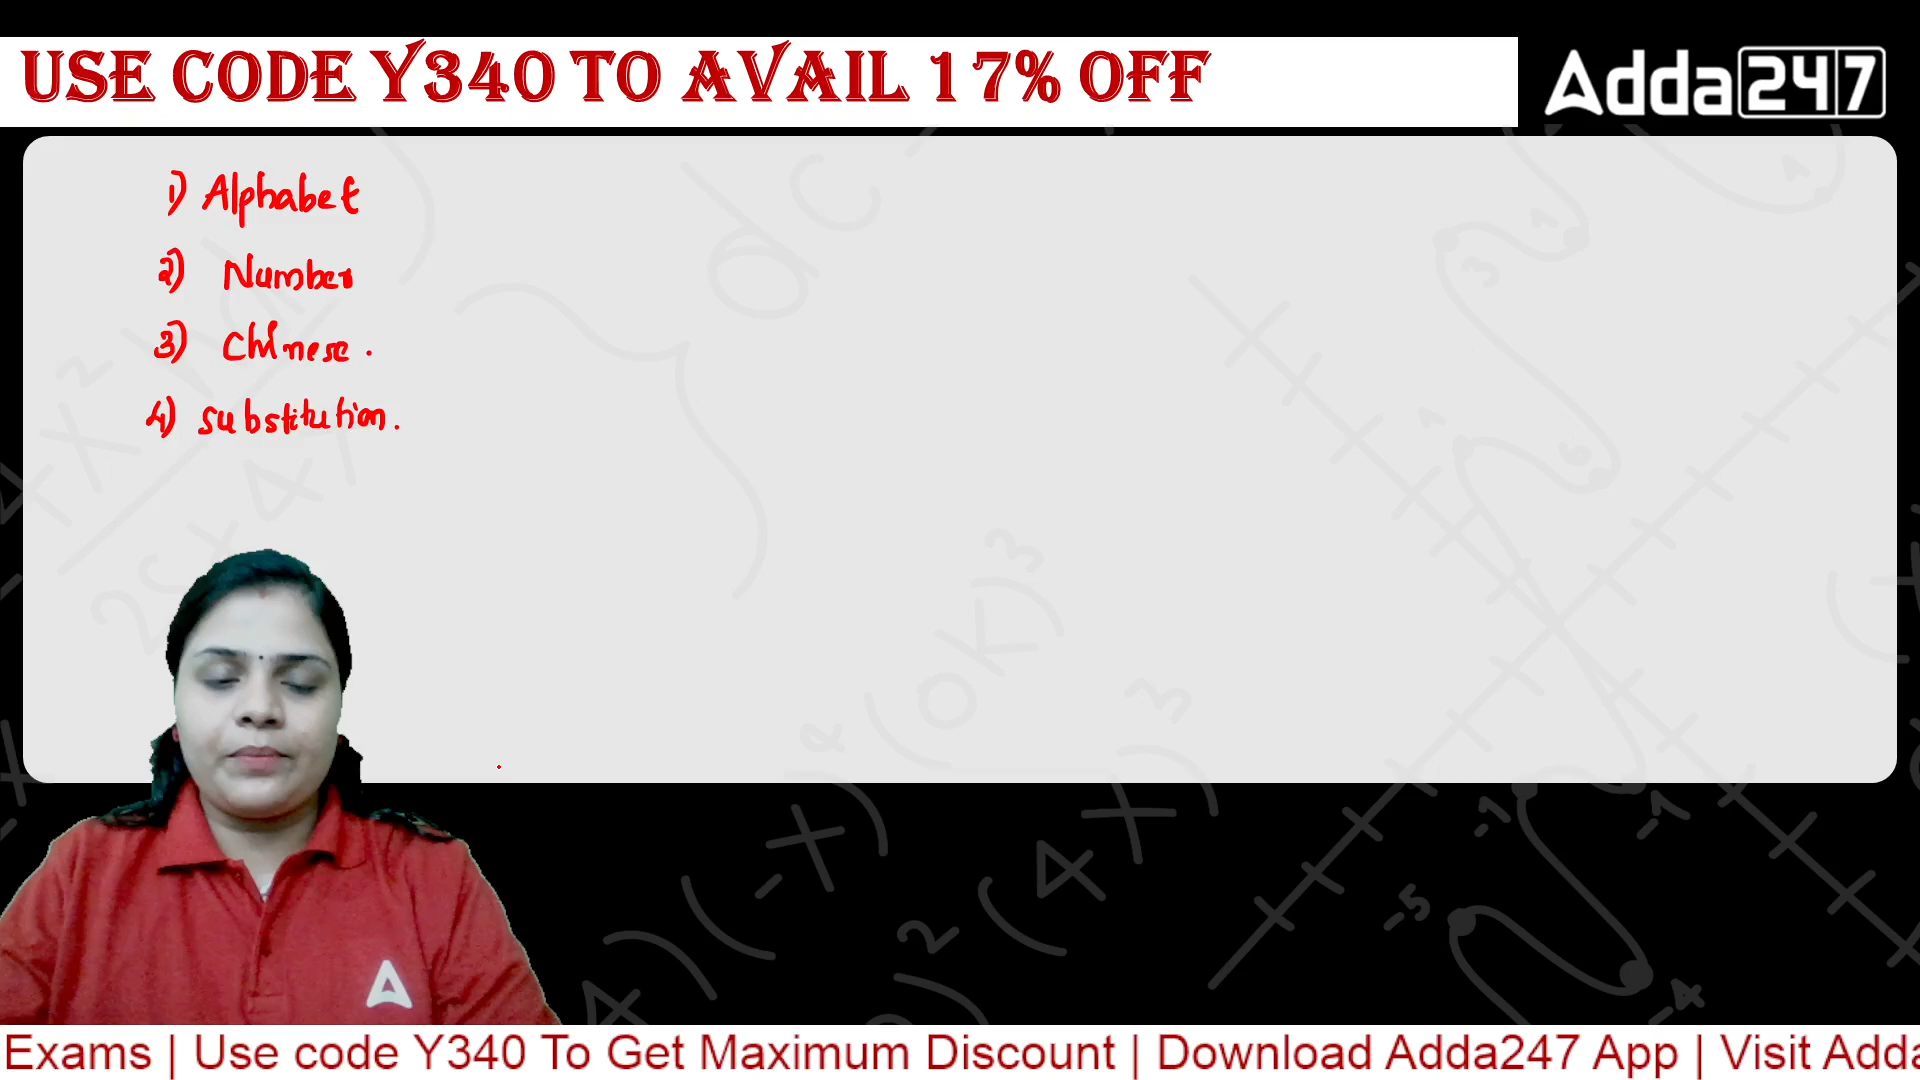 USE CODE Y340 TO AVAIL 17% OFF
Adda247
1) Alphabet
2) Number
3) Chinese.
4) substitution.
Exams | Use code Y340 To Get Maximum Discount | Download Adda247 App | Visit Adda